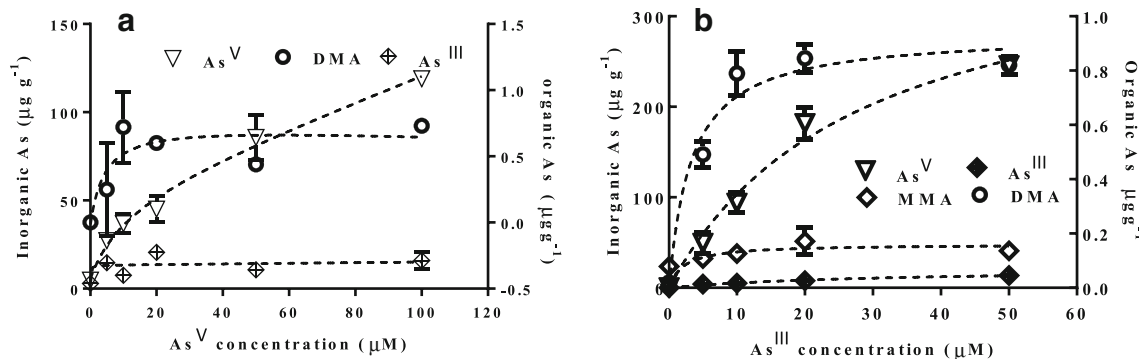 a
As^V DMA As^III
Inorganic As (µg g^-1)
150
100
50
0
organic As (µgg^-1)
1.5
1.0
0.5
0.0
-0.5
0 20 40 60 80 100 120
As^V concentration (µM)
b
As^V As^III
MMA DMA
Inorganic As (µg g^-1)
300
200
100
0
Organic As µgg^-1)
1.0
0.8
0.6
0.4
0.2
0.0
0 10 20 30 40 50 60
As^III concentration (µM)